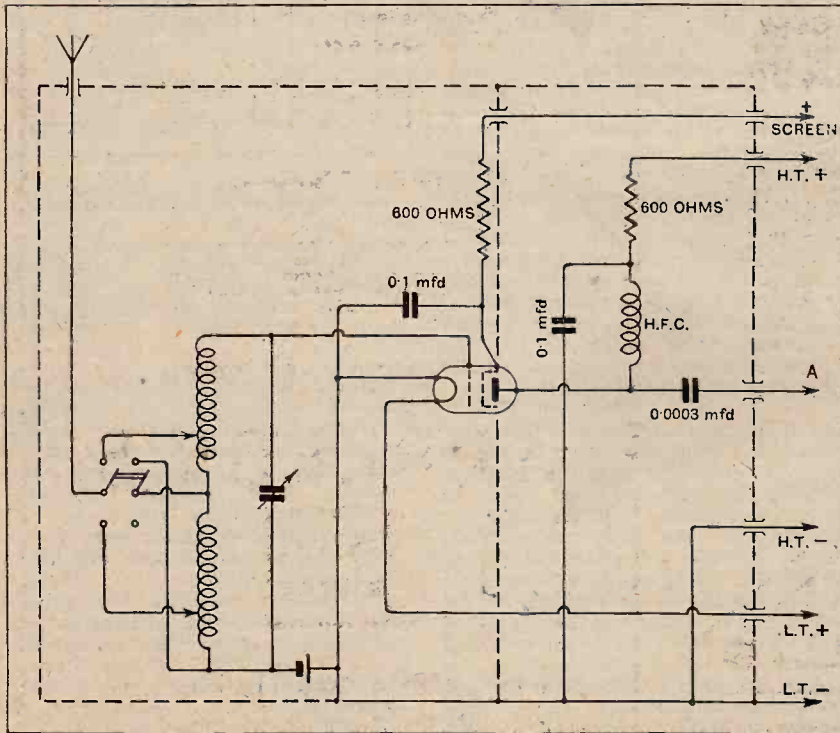 +
SCREEN
H.T. +
600 OHMS
600 OHMS
0·1 mfd
0·1 mfd
H.F.C.
A
0·0003 mfd
H.T. -
L.T. +
L.T. -